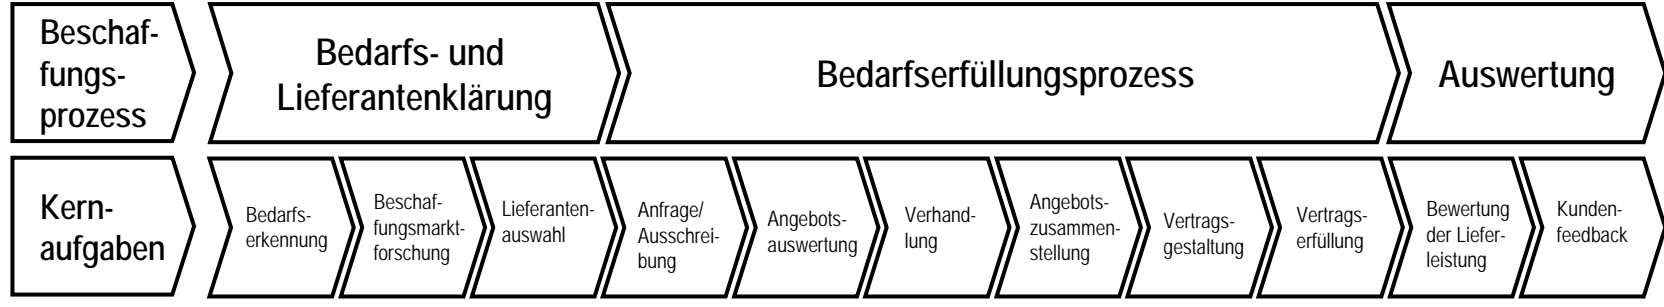 Beschaf-
fungs-
prozess
Bedarfs- und
Lieferantenklärung
Bedarfserfüllungsprozess
Auswertung
Kern-
aufgaben
Bedarfs-
erkennung
Beschaf-
fungsmarkt-
forschung
Lieferanten-
auswahl
Anfrage/
Ausschrei-
bung
Angebots-
auswertung
Verhand-
lung
Angebots-
zusammen-
stellung
Vertrags-
gestaltung
Vertrags-
erfüllung
Bewertung
der Liefer-
leistung
Kunden-
feedback